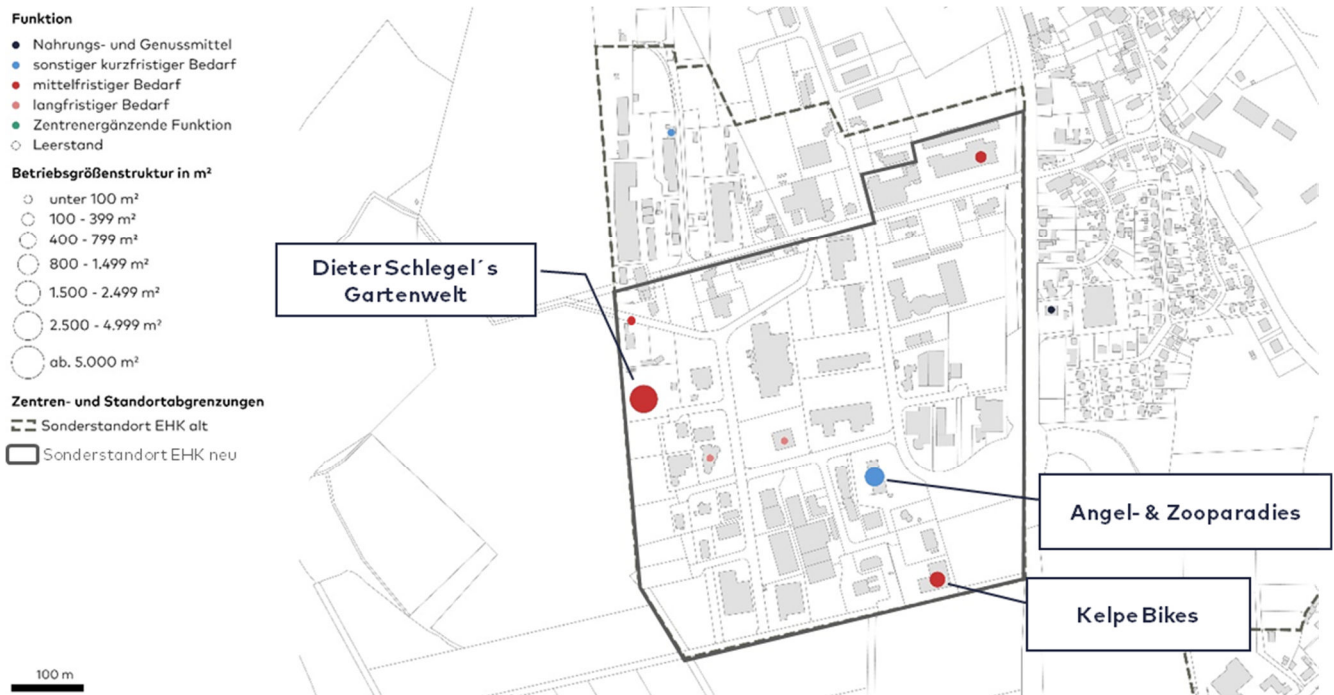 Funktion
Nahrungs- und Genussmittel
sonstiger kurzfristiger Bedarf
mittelfristiger Bedarf
langfristiger Bedarf
Zentrenergänzende Funktion
Leerstand
Betriebsgrößenstruktur in m²
unter 100 m²
100 - 399 m²
400 - 799 m²
800 - 1.499 m²
1.500 - 2.499 m²
2.500 - 4.999 m²
ab. 5.000 m²
Zentren- und Standortabgrenzungen
Sonderstandort EHK alt
Sonderstandort EHK neu
100 m
Dieter Schlegel´s
Gartenwelt
Angel- & Zooparadies
Kelpe Bikes